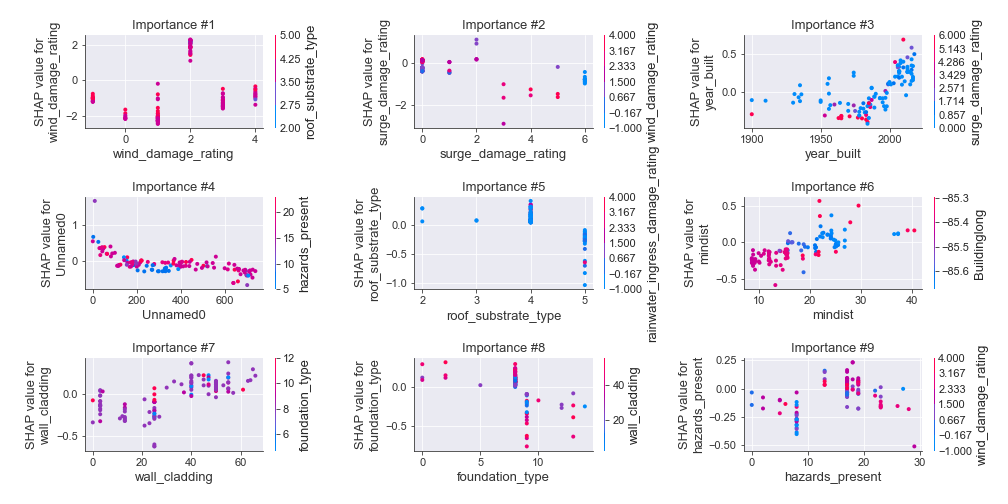 Importance #1
SHAP value for
wind_damage_rating
2
0
−2
0
2
4
wind_damage_rating
5.00
4.25
3.50
2.75
2.00
roof_substrate_type
Importance #2
SHAP value for
surge_damage_rating
0
−2
0
2
4
6
surge_damage_rating
4.000
3.167
2.333
1.500
0.667
−0.167
−1.000
wind_damage_rating
Importance #3
SHAP value for
year_built
0.5
0.0
1900
1950
2000
year_built
6.000
5.143
4.286
3.429
2.571
1.714
0.857
0.000
surge_damage_rating
Importance #4
SHAP value for
Unnamed0
1
0
0
200
400
600
Unnamed0
20
15
10
5
hazards_present
Importance #5
SHAP value for
roof_substrate_type
0.0
−0.5
−1.0
2
3
4
5
roof_substrate_type
4.000
3.167
2.333
1.500
0.667
−0.167
−1.000
rainwater_ingress_damage_rating
Importance #6
SHAP value for
mindist
0.5
0.0
−0.5
10
20
30
40
mindist
−85.3
−85.4
−85.5
−85.6
Buildinglong
Importance #7
SHAP value for
wall_cladding
0.0
−0.5
0
20
40
60
wall_cladding
12
10
8
6
foundation_type
Importance #8
SHAP value for
foundation_type
0.0
−0.5
0
5
10
foundation_type
40
20
wall_cladding
Importance #9
SHAP value for
hazards_present
0.25
0.00
−0.25
−0.50
0
10
20
30
hazards_present
4.000
3.167
2.333
1.500
0.667
−0.167
−1.000
wind_damage_rating